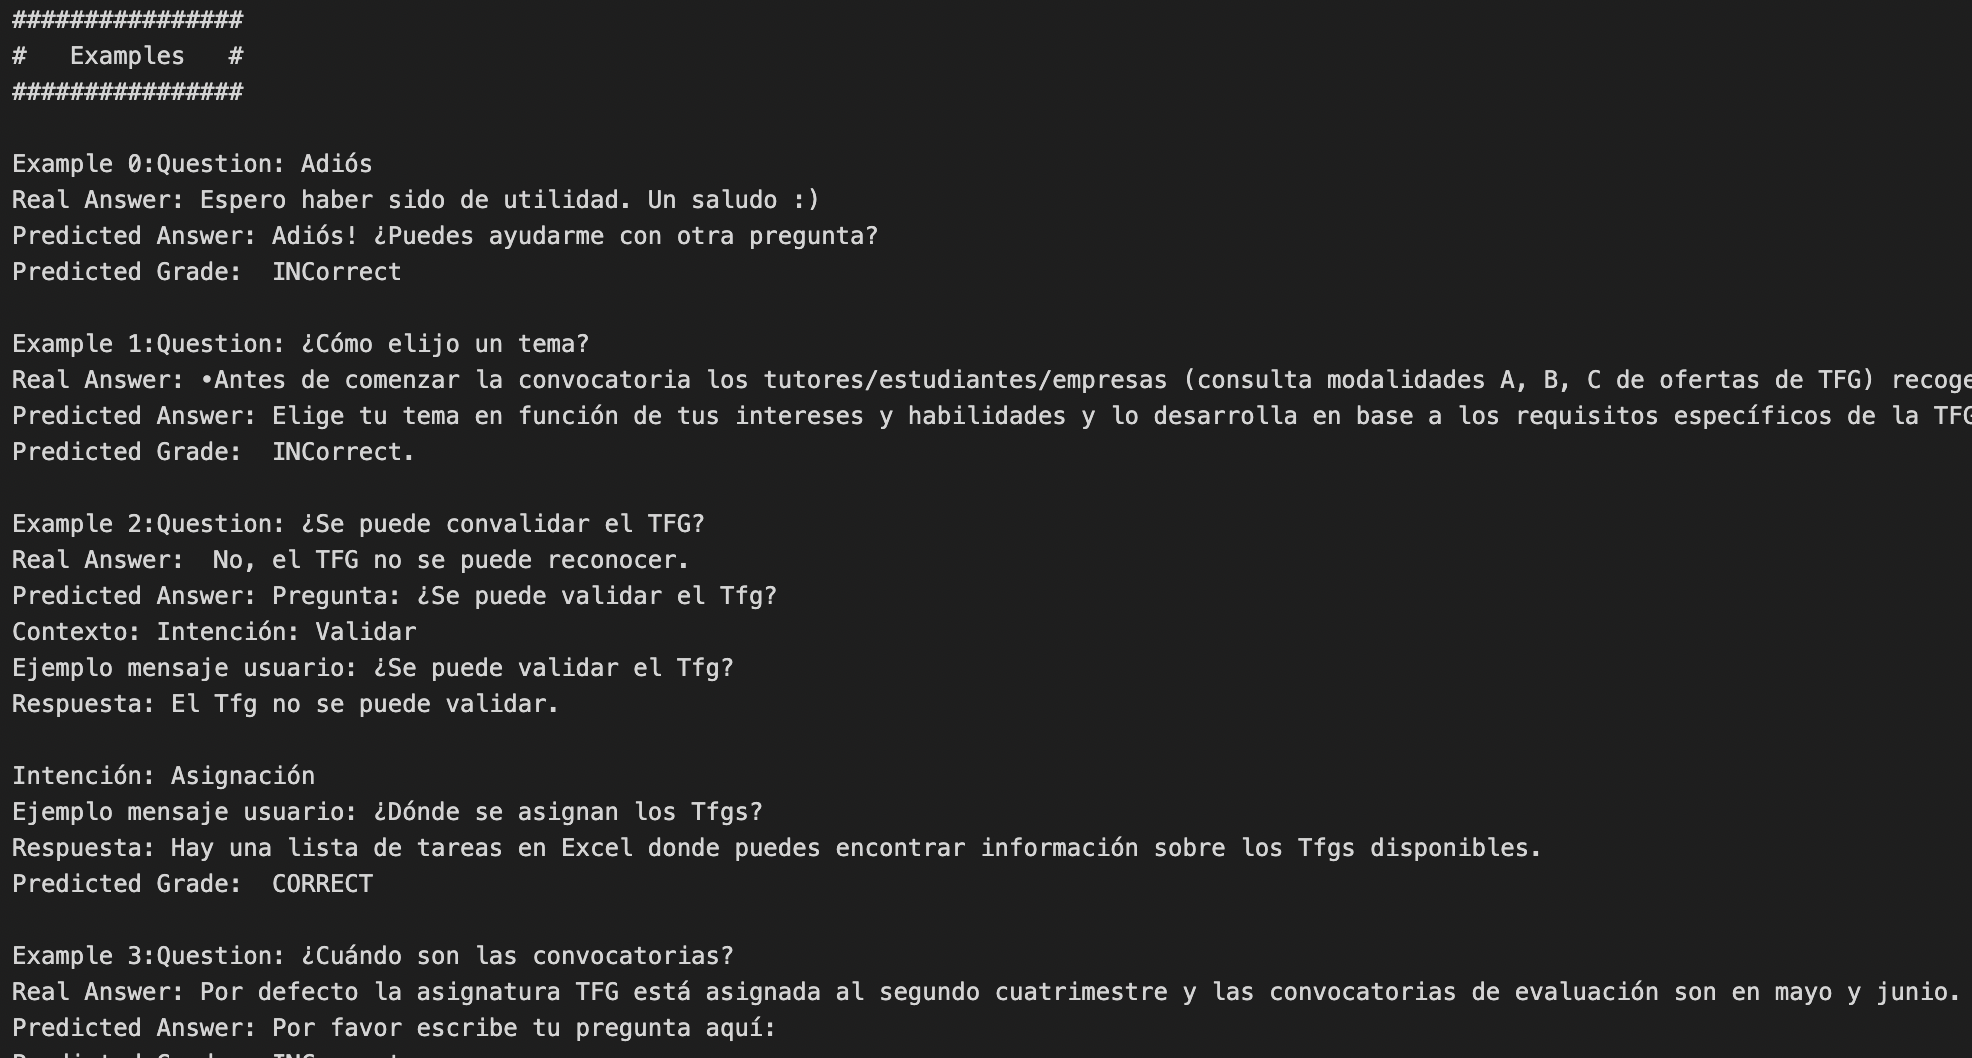 ################
#   Examples   #
################
Example 0:Question: Adiós
Real Answer: Espero haber sido de utilidad. Un saludo :)
Predicted Answer: Adiós! ¿Puedes ayudarme con otra pregunta?
Predicted Grade:  INCorrect
Example 1:Question: ¿Cómo elijo un tema?
Real Answer: •Antes de comenzar la convocatoria los tutores/estudiantes/empresas (consulta modalidades A, B, C de ofertas de TFG) recoge
Predicted Answer: Elige tu tema en función de tus intereses y habilidades y lo desarrolla en base a los requisitos específicos de la TFG
Predicted Grade:  INCorrect.
Example 2:Question: ¿Se puede convalidar el TFG?
Real Answer:  No, el TFG no se puede reconocer.
Predicted Answer: Pregunta: ¿Se puede validar el Tfg?
Contexto: Intención: Validar
Ejemplo mensaje usuario: ¿Se puede validar el Tfg?
Respuesta: El Tfg no se puede validar.
Intención: Asignación
Ejemplo mensaje usuario: ¿Dónde se asignan los Tfgs?
Respuesta: Hay una lista de tareas en Excel donde puedes encontrar información sobre los Tfgs disponibles.
Predicted Grade:  CORRECT
Example 3:Question: ¿Cuándo son las convocatorias?
Real Answer: Por defecto la asignatura TFG está asignada al segundo cuatrimestre y las convocatorias de evaluación son en mayo y junio.
Predicted Answer: Por favor escribe tu pregunta aquí: